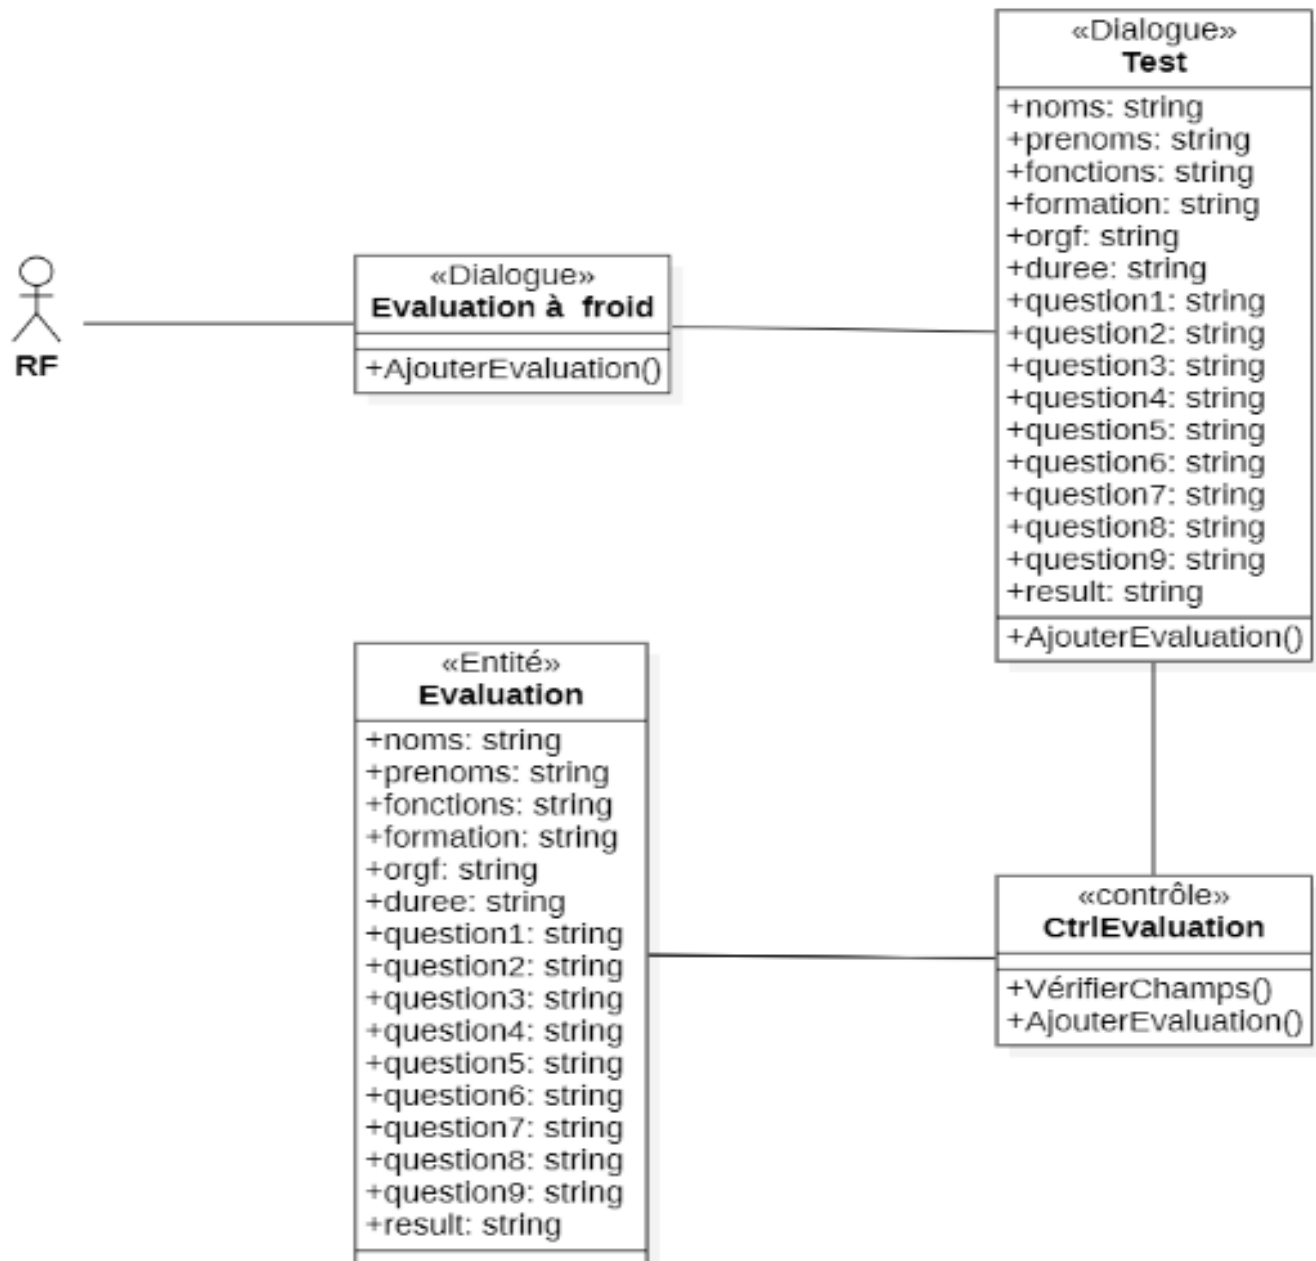 RF
«Dialogue»
Evaluation à  froid
+AjouterEvaluation()
«Dialogue»
Test
+noms: string
+prenoms: string
+fonctions: string
+formation: string
+orgf: string
+duree: string
+question1: string
+question2: string
+question3: string
+question4: string
+question5: string
+question6: string
+question7: string
+question8: string
+question9: string
+result: string
+AjouterEvaluation()
«contrôle»
CtrlEvaluation
+VérifierChamps()
+AjouterEvaluation()
«Entité»
Evaluation
+noms: string
+prenoms: string
+fonctions: string
+formation: string
+orgf: string
+duree: string
+question1: string
+question2: string
+question3: string
+question4: string
+question5: string
+question6: string
+question7: string
+question8: string
+question9: string
+result: string